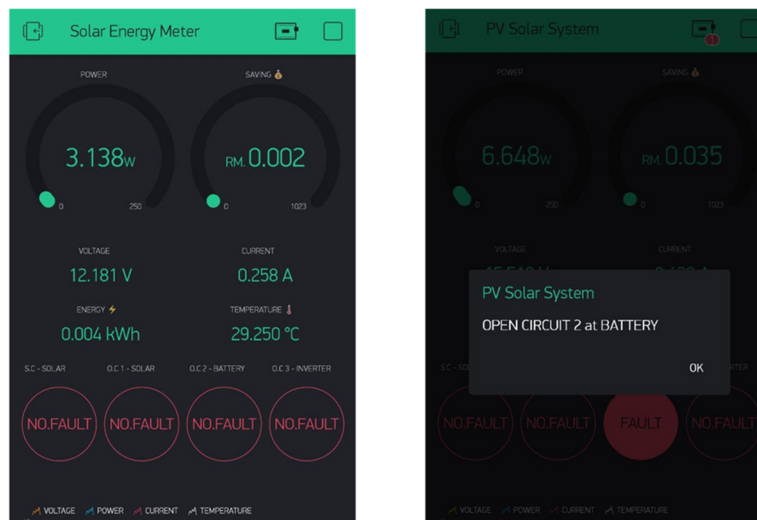 Solar Energy Meter
POWER
SAVING
3.138W
RM. 0.002
0
250
0
1023
VOLTAGE
CURRENT
12.181 V
0.258 A
ENERGY
TEMPERATURE
0.004 kWh
29.250 °C
S.C - SOLAR
O.C 1 - SOLAR
O.C 2 - BATTERY
O.C 3 - INVERTER
NO.FAULT
NO.FAULT
NO.FAULT
NO.FAULT
VOLTAGE
POWER
CURRENT
TEMPERATURE
PV Solar System
POWER
SAVING
6.648W
RM. 0.035
0
250
0
1023
VOLTAGE
CURRENT
PV Solar System
OPEN CIRCUIT 2 at BATTERY
OK
NO.FAULT
NO.FAULT
FAULT
NO.FAULT
VOLTAGE
POWER
CURRENT
TEMPERATURE